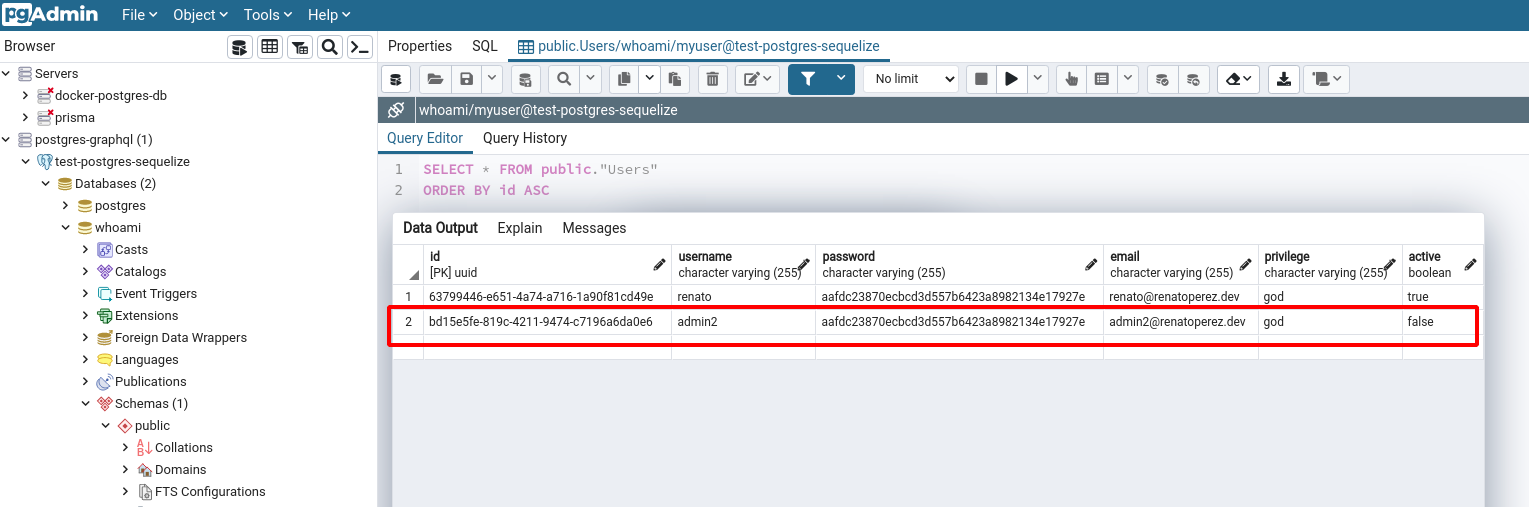 pgAdmin File Object Tools Help
Browser
Servers
docker-postgres-db
prisma
postgres-graphql (1)
test-postgres-sequelize
Databases (2)
postgres
whoami
Casts
Catalogs
Event Triggers
Extensions
Foreign Data Wrappers
Languages
Publications
Schemas (1)
public
Collations
Domains
FTS Configurations
Properties SQL public.Users/whoami/myuser@test-postgres-sequelize
No limit
whoami/myuser@test-postgres-sequelize
Query Editor Query History
1 SELECT * FROM public."Users"
2 ORDER BY id ASC
Data Output Explain Messages
id username password email privilege active
[PK] uuid character varying (255) character varying (255) character varying (255) character varying (255) boolean
1 63799446-e651-4a74-a716-1a90f81cd49e renato aafdc23870ecbcd3d557b6423a8982134e17927e renato@renatoperez.dev god true
2 bd15e5fe-819c-4211-9474-c7196a6da0e6 admin2 aafdc23870ecbcd3d557b6423a8982134e17927e admin2@renatoperez.dev god false